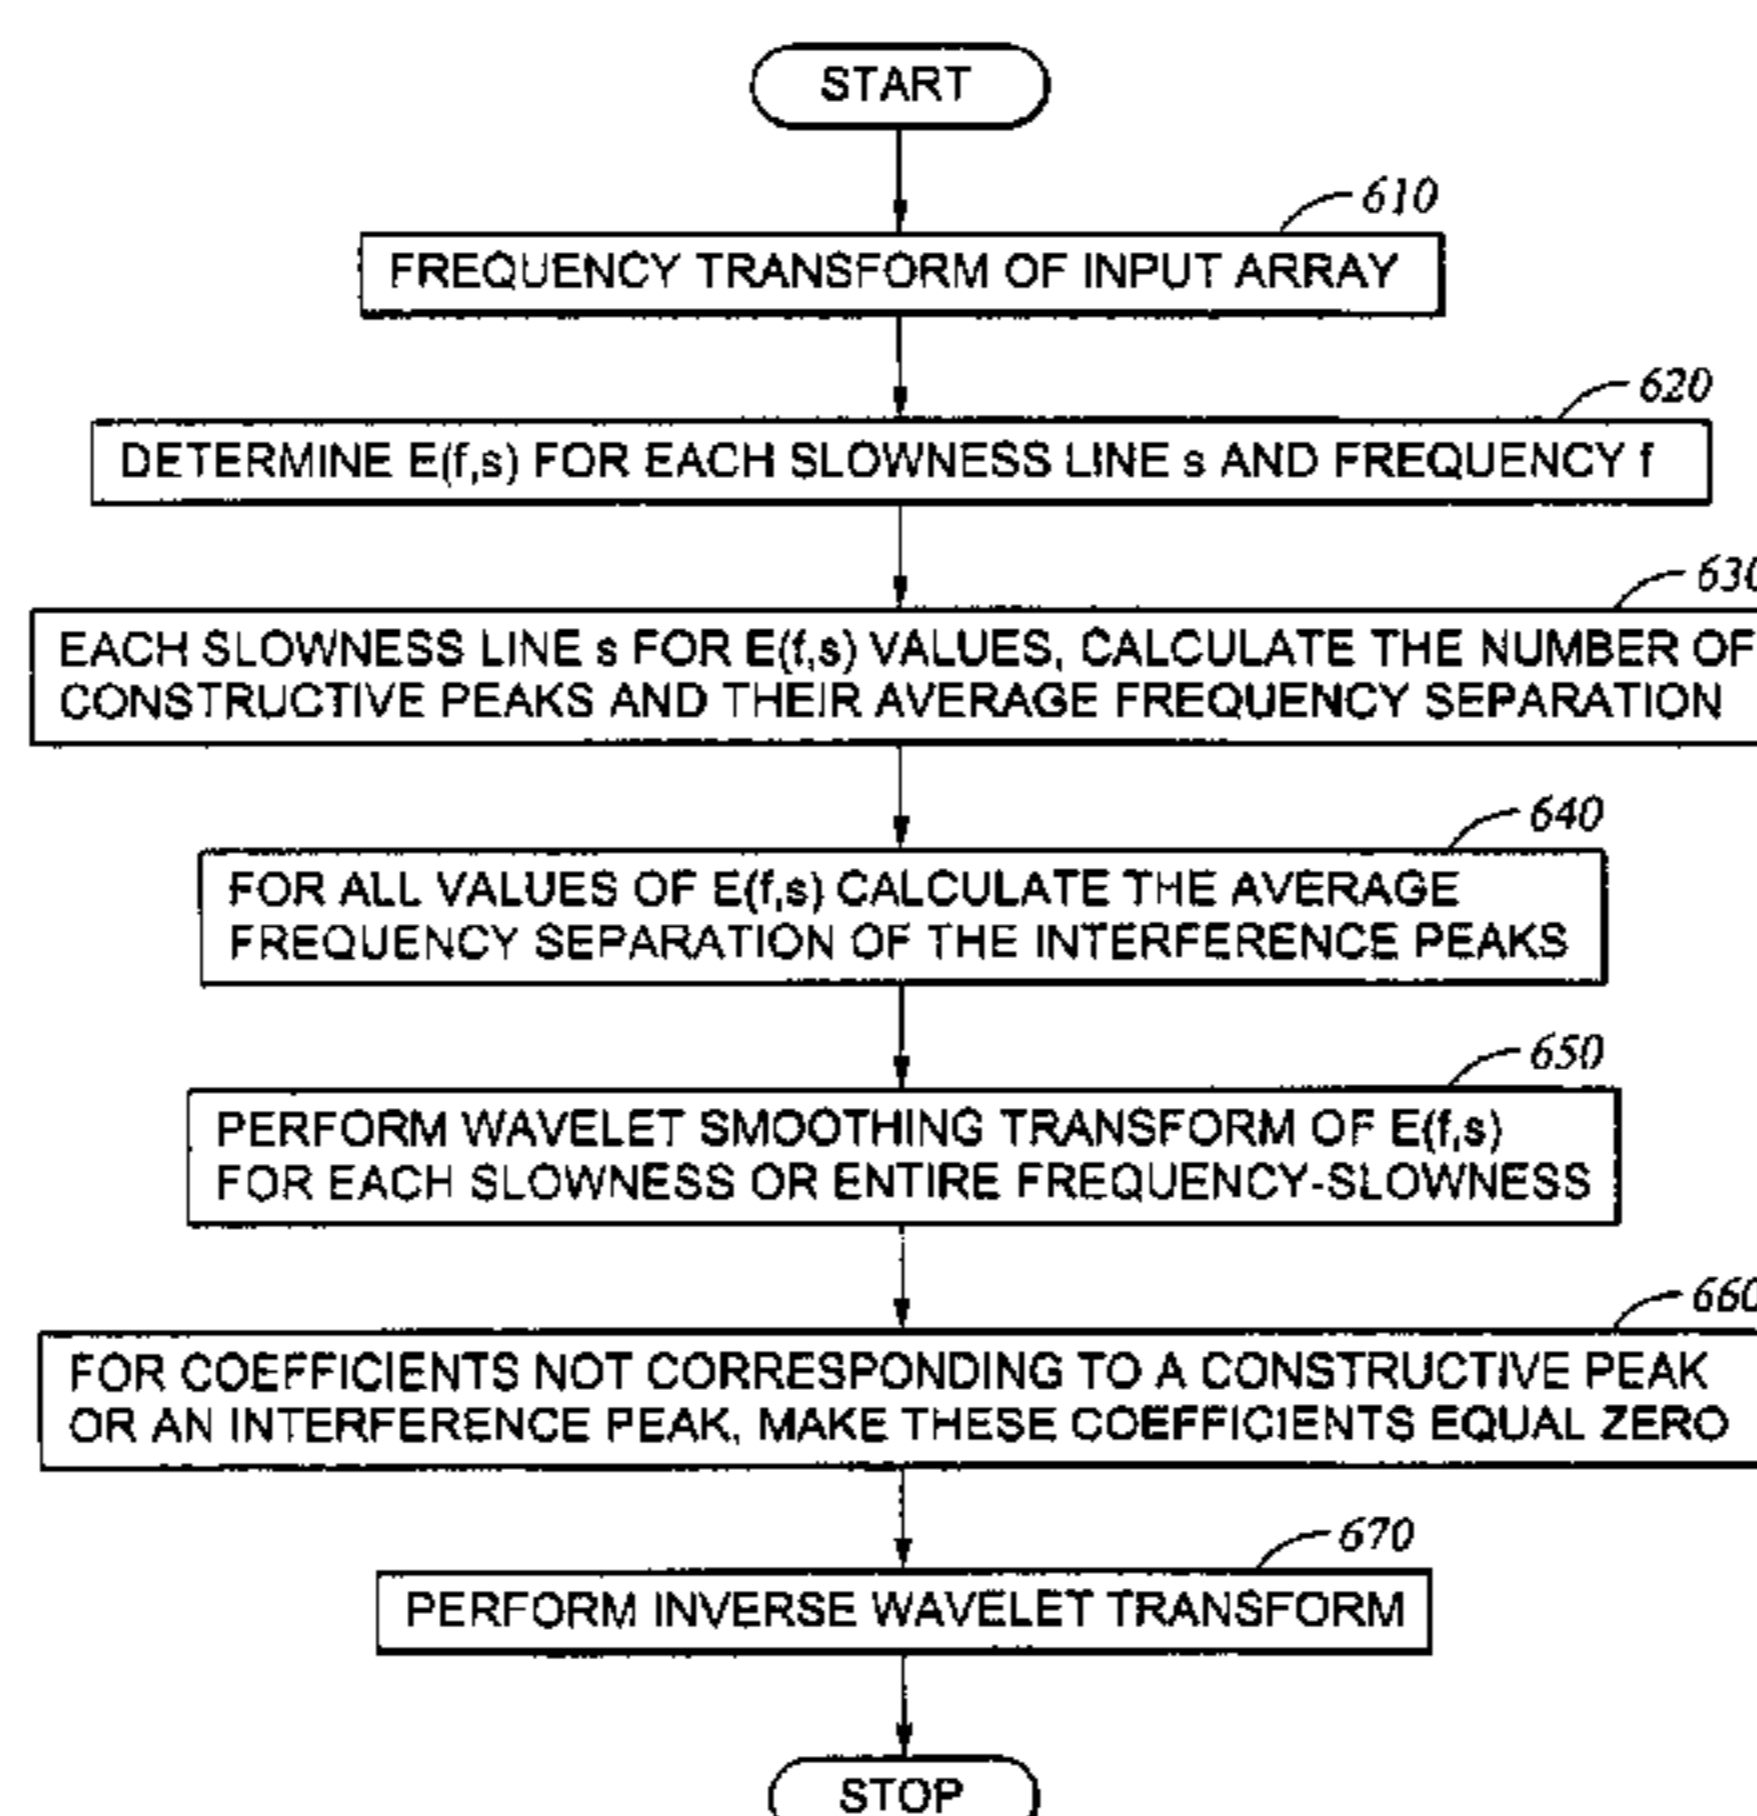 START
610
FREQUENCY TRANSFORM OF INPUT ARRAY
620
DETERMINE E(f,s) FOR EACH SLOWNESS LINE s AND FREQUENCY f
630
EACH SLOWNESS LINE s FOR E(f,s) VALUES, CALCULATE THE NUMBER OF
CONSTRUCTIVE PEAKS AND THEIR AVERAGE FREQUENCY SEPARATION
640
FOR ALL VALUES OF E(f,s) CALCULATE THE AVERAGE
FREQUENCY SEPARATION OF THE INTERFERENCE PEAKS
650
PERFORM WAVELET SMOOTHING TRANSFORM OF E(f,s)
FOR EACH SLOWNESS OR ENTIRE FREQUENCY-SLOWNESS
660
FOR COEFFICIENTS NOT CORRESPONDING TO A CONSTRUCTIVE PEAK
OR AN INTERFERENCE PEAK, MAKE THESE COEFFICIENTS EQUAL ZERO
670
PERFORM INVERSE WAVELET TRANSFORM
STOP